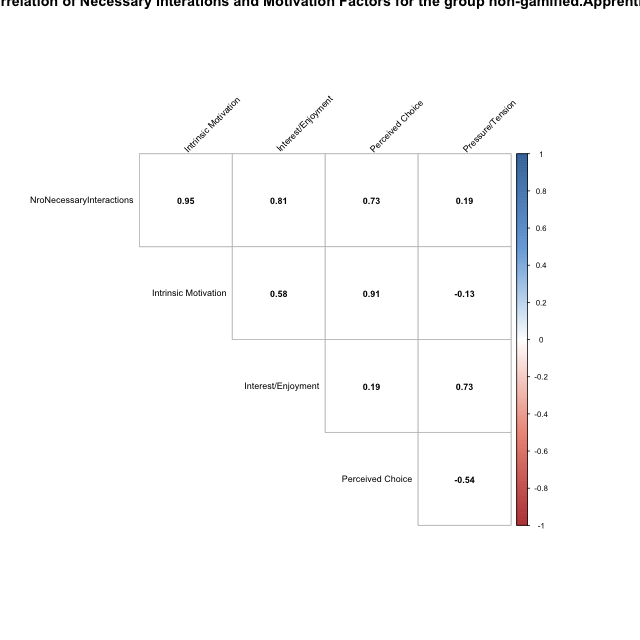 rrelation of Necessary Interations and Motivation Factors for the group non-gamified.Apprenti
Intrinsic Motivation
Interest/Enjoyment
Perceived Choice
Pressure/Tension
NroNecessaryInteractions 0.95 0.81 0.73 0.19
Intrinsic Motivation 0.58 0.91 -0.13
Interest/Enjoyment 0.19 0.73
Perceived Choice -0.54
1
0.8
0.6
0.4
0.2
0
-0.2
-0.4
-0.6
-0.8
-1